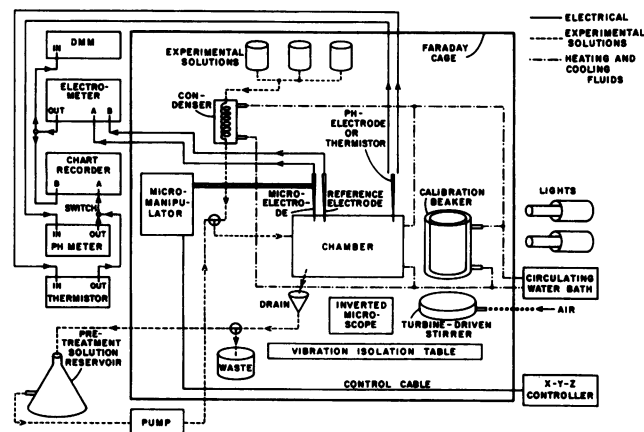 DMM
IN
ELECTRO-
METER
OUT A B
CHART
RECORDER
B A
SWITCH
IN OUT
PH METER
IN OUT
THERMISTOR
PRE-
TREATMENT
SOLUTION
RESERVOIR
PUMP
EXPERIMENTAL
SOLUTIONS
CON-
DENSER
MICRO-
MANIPU-
LATOR
FARADAY
CAGE
PH-
ELECTRODE
OR
THERMISTOR
MICRO-
ELECTRO-
DE
REFERENCE
ELECTRODE
CHAMBER
CALIBRATION
BEAKER
DRAIN
WASTE
INVERTED
MICRO-
SCOPE
TURBINE-DRIVEN
STIRRER
VIBRATION ISOLATION TABLE
CONTROL CABLE
ELECTRICAL
EXPERIMENTAL
SOLUTIONS
HEATING AND
COOLING
FLUIDS
LIGHTS
CIRCULATING
WATER BATH
AIR
X-Y-Z
CONTROLLER